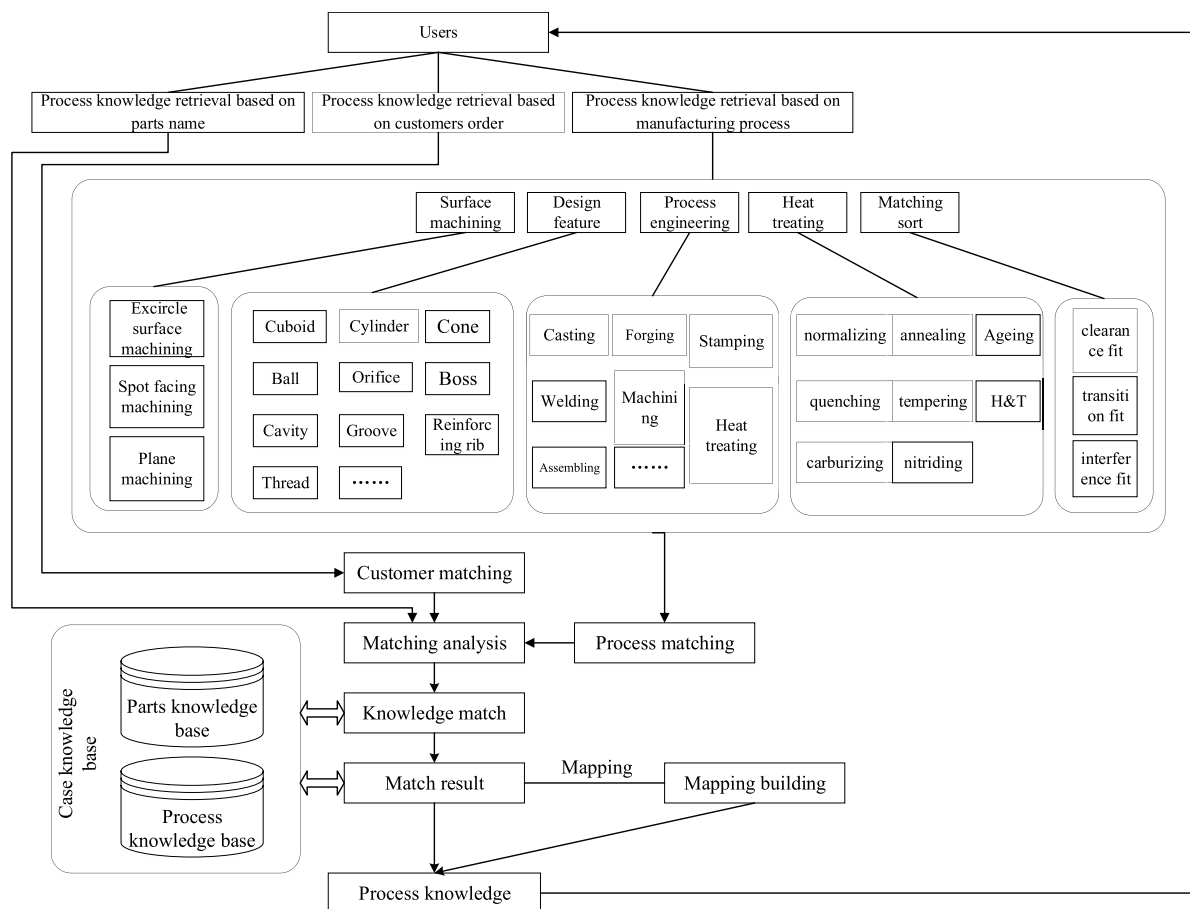 Users
Process knowledge retrieval based on
parts name
Process knowledge retrieval based
on customers order
Process knowledge retrieval based on
manufacturing process
Surface
machining
Design
feature
Process
engineering
Heat
treating
Matching
sort
Excircle
surface
machining
Spot facing
machining
Plane
machining
Cuboid
Cylinder
Cone
Ball
Orifice
Boss
Cavity
Groove
Reinforc
ing rib
Thread
……
Casting
Forging
Stamping
Welding
Machini
ng
Heat
treating
Assembling
……
normalizing
annealing
Ageing
quenching
tempering
H&T
carburizing
nitriding
clearan
ce fit
transiti
on fit
interfer
ence fit
Customer matching
Matching analysis
Process matching
Case knowledge
base
Parts knowledge
base
Knowledge match
Process
knowledge base
Match result
Mapping
Mapping building
Process knowledge